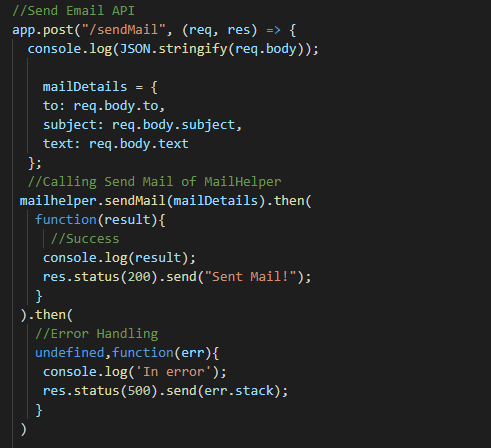 //Send Email API
app.post("/sendMail", (req, res) => {
console.log(JSON.stringify(req.body));
mailDetails = {
to: req.body.to,
subject: req.body.subject,
text: req.body.text
};
//Calling Send Mail of MailHelper
mailhelper.sendMail(mailDetails).then(
function(result){
//Success
console.log(result);
res.status(200).send("Sent Mail!");
}
).then(
//Error Handling
undefined,function(err){
console.log('In error');
res.status(500).send(err.stack);
}
)